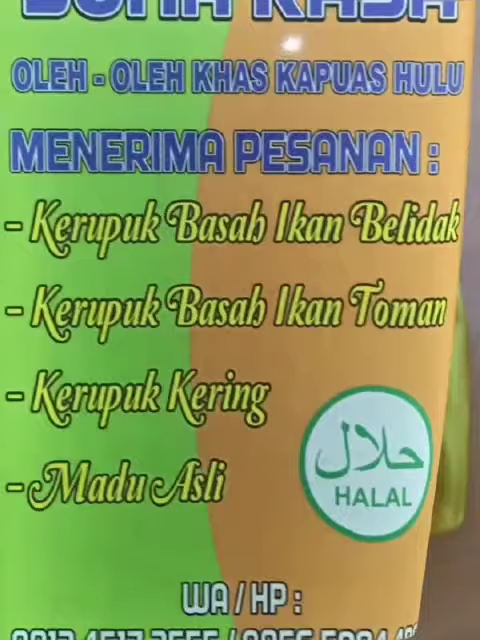 OLEH - OLEH KHAS KAPUAS HULU
MENERIMA PESANAN :
- Kerupuk Basah Ikan Belidak
- Kerupuk Basah Ikan Toman
- Kerupuk Kering
- Madu Asli
حلال
HALAL
WA / HP :